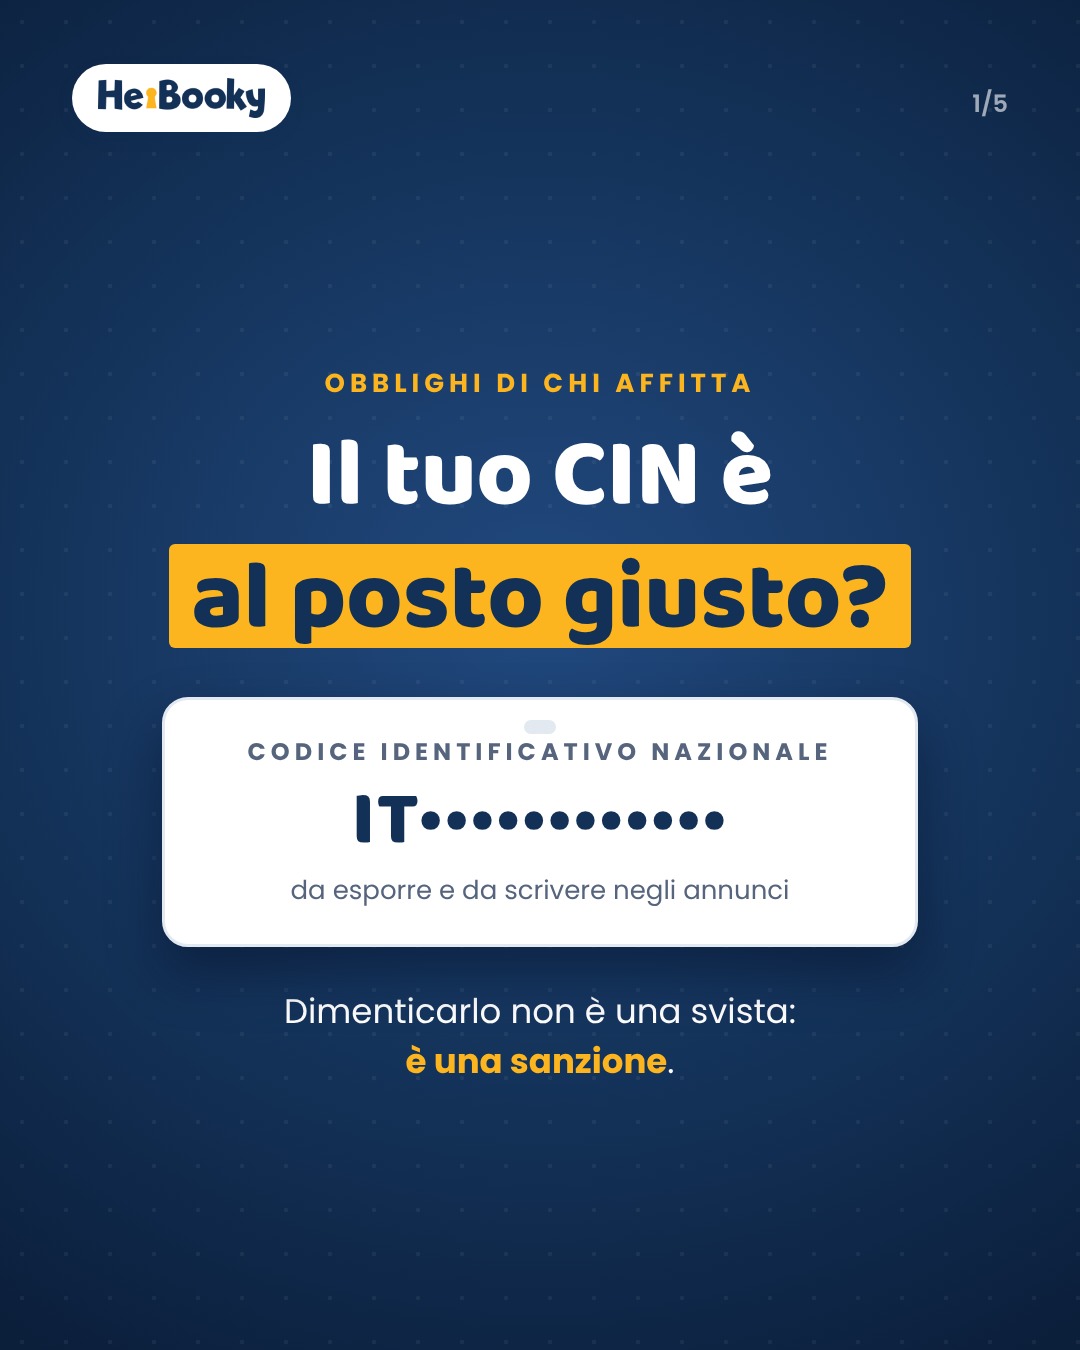 HeyBooky
1/5
OBBLIGHI DI CHI AFFITTA
Il tuo CIN è
al posto giusto?
CODICE IDENTIFICATIVO NAZIONALE
IT••••••••••••
da esporre e da scrivere negli annunci
Dimenticarlo non è una svista:
è una sanzione.